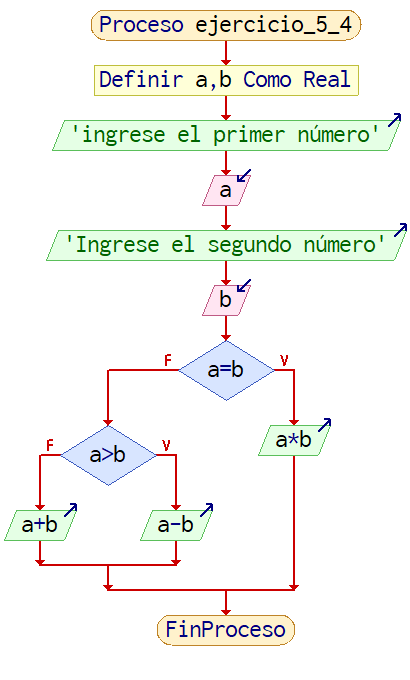 Proceso ejercicio_5_4
Definir a,b Como Real
'ingrese el primer número'
a
'Ingrese el segundo número'
b
F
a=b
V
a*b
F
a>b
V
a+b
a-b
FinProceso